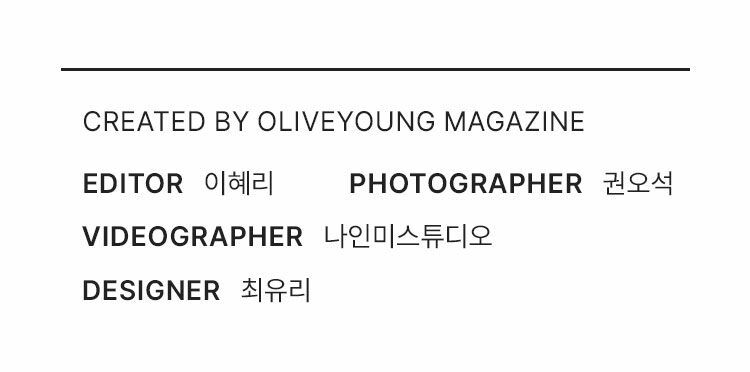 CREATED BY OLIVEYOUNG MAGAZINE
EDITOR 이혜리 PHOTOGRAPHER 권오석
VIDEOGRAPHER 나인미스튜디오
DESIGNER 최유리